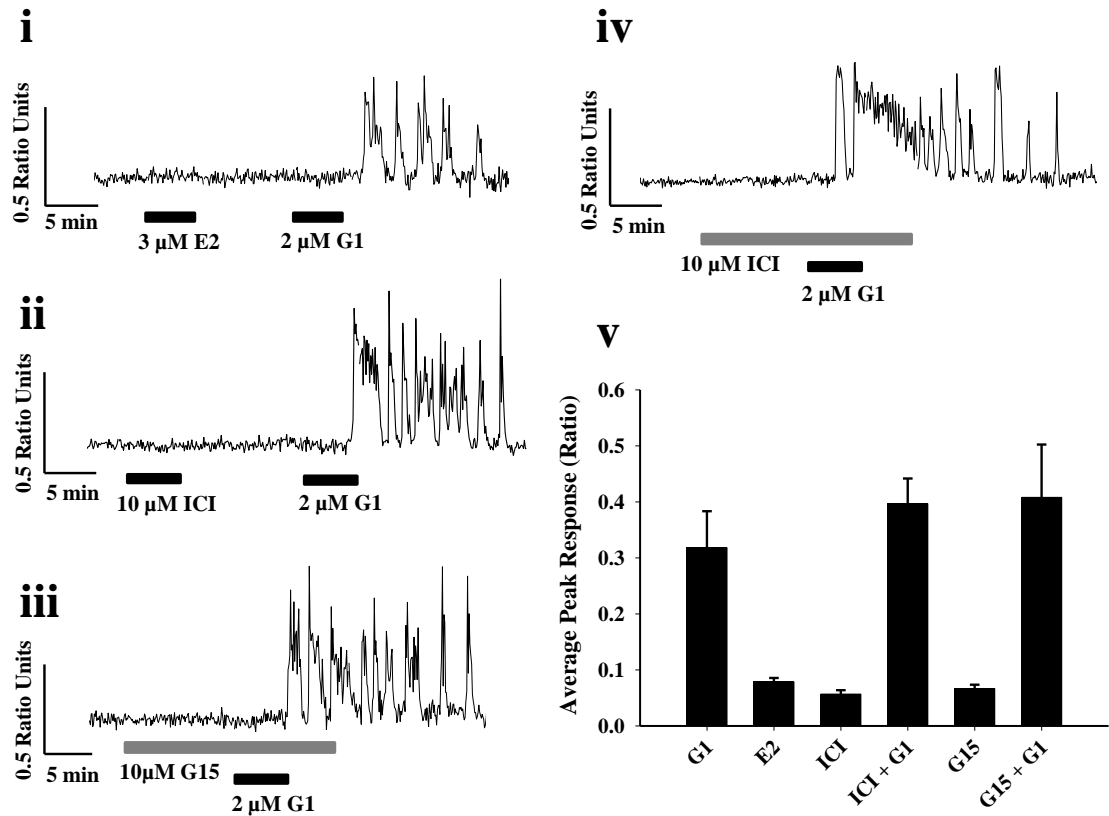 i
0.5 Ratio Units
5 min
3 µM E2
2 µM G1
ii
0.5 Ratio Units
5 min
10 µM ICI
2 µM G1
iii
0.5 Ratio Units
5 min
10µM G15
2 µM G1
iv
0.5 Ratio Units
5 min
10 µM ICI
2 µM G1
v
Average Peak Response (Ratio)
0.6
0.5
0.4
0.3
0.2
0.1
0.0
G1
E2
ICI
ICI + G1
G15
G15 + G1